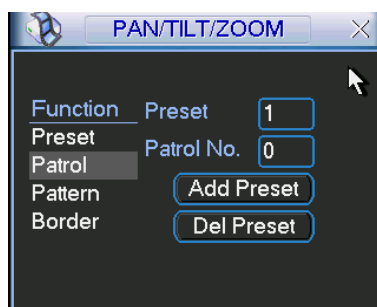 PAN/TILT/ZOOM
Function
Preset
Patrol
Pattern
Border
Preset 1
Patrol No. 0
Add Preset
Del Preset